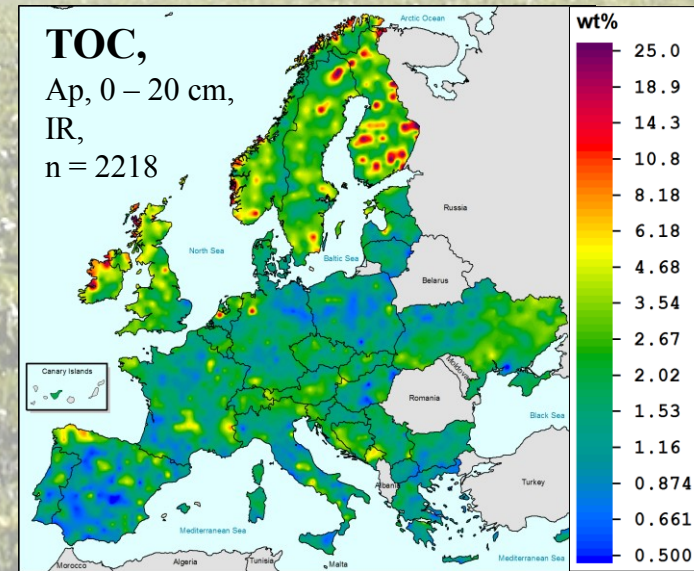 TOC,
Ap, 0 – 20 cm,
IR,
n = 2218
Arctic Ocean
Russia
North Sea
Baltic Sea
Belarus
Canary Islands
Moldova
Romania
Black Sea
Albania
Turkey
Mediterranean Sea
Mediterranean Sea
Morocco
Algeria
Tunisia
Malta
wt%
25.0
18.9
14.3
10.8
8.18
6.18
4.68
3.54
2.67
2.02
1.53
1.16
0.874
0.661
0.500